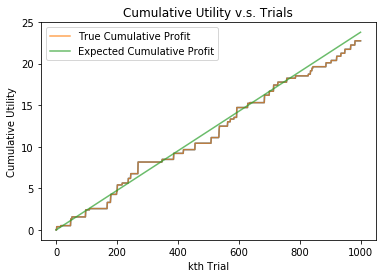 Cumulative Utility v.s. Trials
True Cumulative Profit
Expected Cumulative Profit
Cumulative Utility
25
20
15
10
5
0
0 200 400 600 800 1000
kth Trial